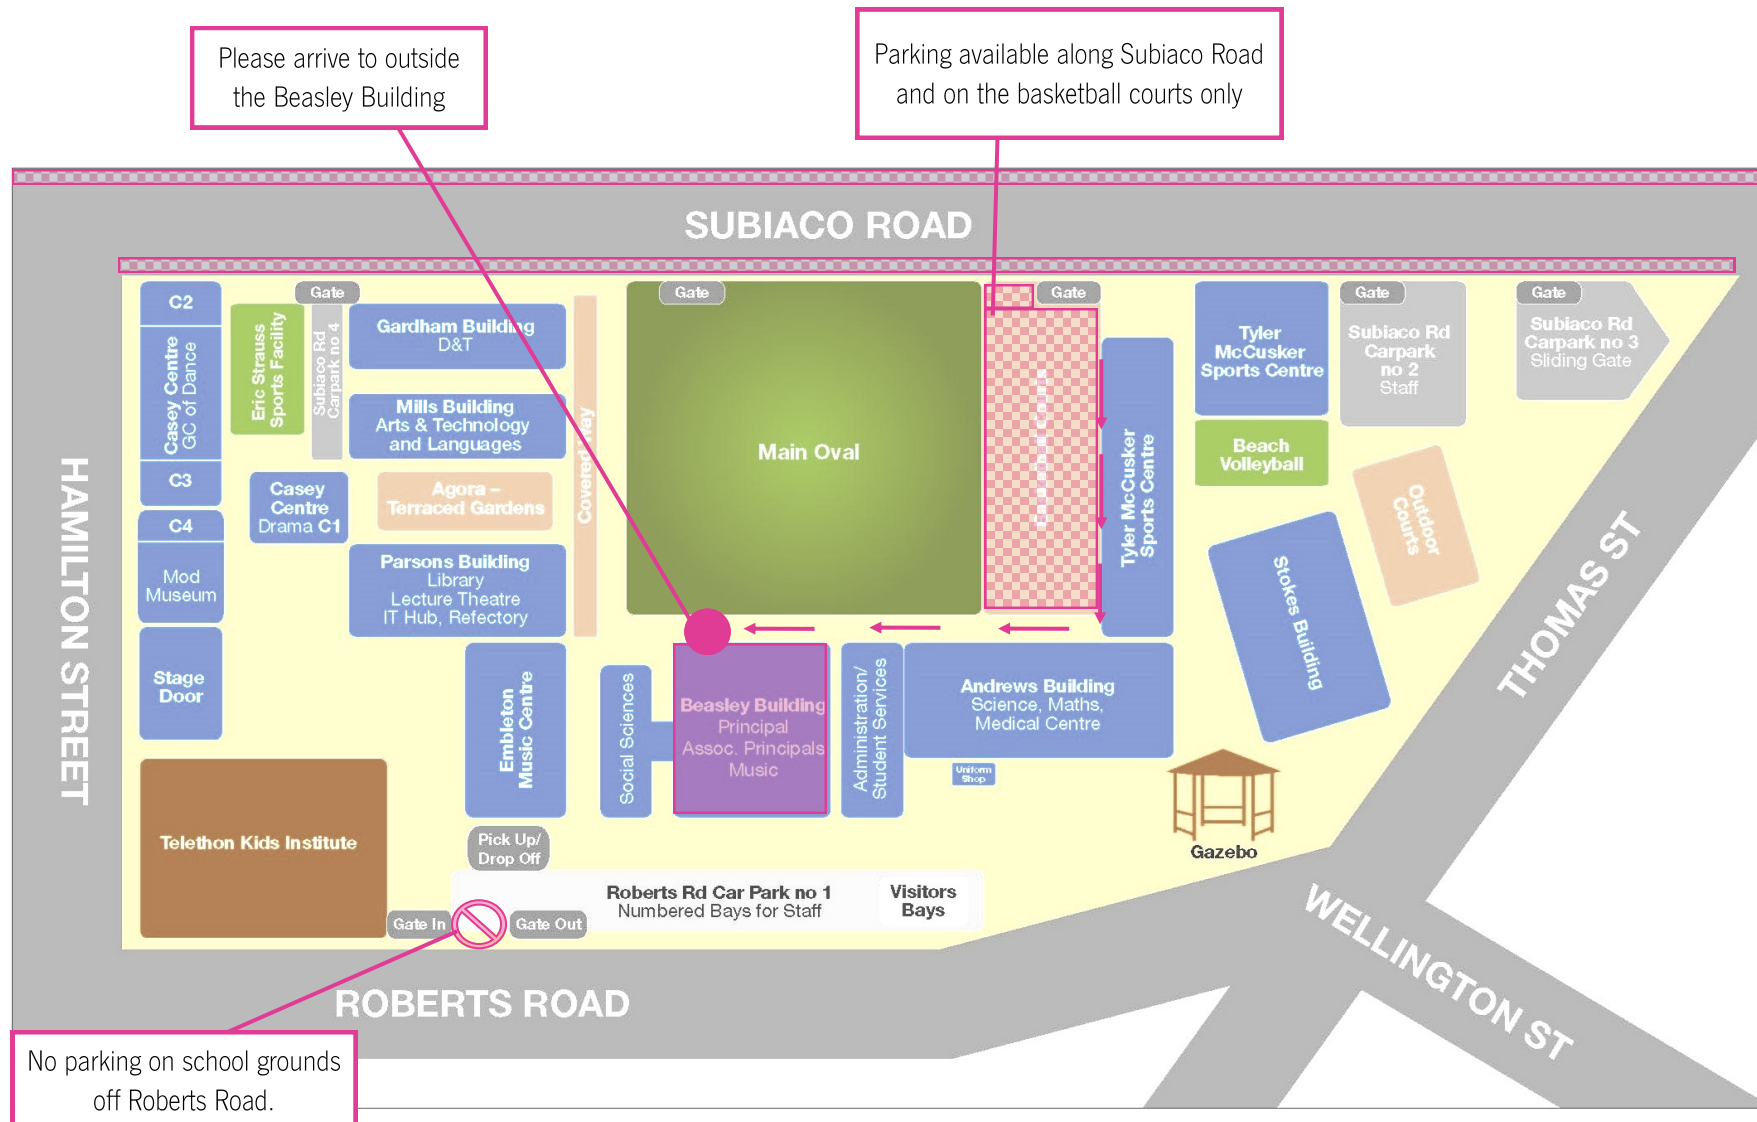 Please arrive to outside
the Beasley Building
Parking available along Subiaco Road
and on the basketball courts only
SUBIACO ROAD
C2
Casey Centre
GC of Dance
C3
C4
Mod
Museum
Stage
Door
Eric Strauss
Sports Facility
Gate
Subiaco Rd
Carpark no 4
Gardham Building
D&T
Mills Building
Arts & Technology
and Languages
Casey
Centre
Drama C1
Agora –
Terraced Gardens
Covered Way
Parsons Building
Library
Lecture Theatre
IT Hub, Refectory
Gate
Main Oval
Gate
Tyler McCusker
Sports Centre
Tyler
McCusker
Sports Centre
Beach
Volleyball
Gate
Subiaco Rd
Carpark
no 2
Staff
Gate
Subiaco Rd
Carpark no 3
Sliding Gate
Outdoor
Courts
Stokes Building
HAMILTON STREET
THOMAS ST
Embleton
Music Centre
Social Sciences
Beasley Building
Principal
Assoc. Principals
Music
Administration/
Student Services
Andrews Building
Science, Maths,
Medical Centre
Uniform
Shop
Gazebo
Telethon Kids Institute
Pick Up/
Drop Off
Roberts Rd Car Park no 1
Numbered Bays for Staff
Visitors
Bays
Gate In
Gate Out
WELLINGTON ST
ROBERTS ROAD
No parking on school grounds
off Roberts Road.